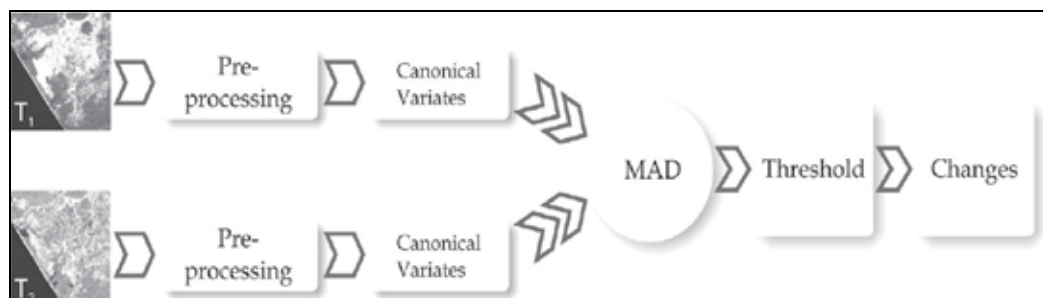 T1
Pre-
processing
Canonical
Variates
MAD
Threshold
Changes
T2
Pre-
processing
Canonical
Variates